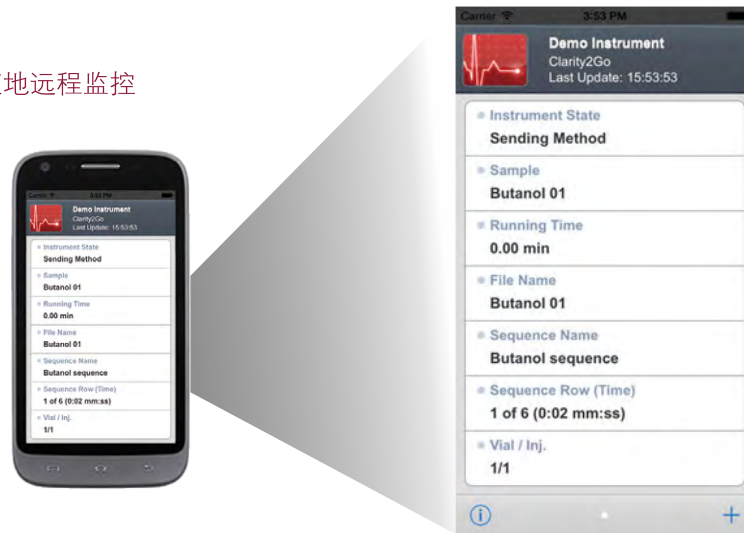 地远程监控
Carrier 3:53 PM
Demo Instrument
Clarity2Go
Last Update: 15:53:53
Instrument State
Sending Method
Sample
Butanol 01
Running Time
0.00 min
File Name
Butanol 01
Sequence Name
Butanol sequence
Sequence Row (Time)
1 of 6 (0:02 mm:ss)
Vial / Inj.
1/1
Carrier 3:53 PM
Demo Instrument
Clarity2Go
Last Update: 15:53:53
Instrument State
Sending Method
Sample
Butanol 01
Running Time
0.00 min
File Name
Butanol 01
Sequence Name
Butanol sequence
Sequence Row (Time)
1 of 6 (0:02 mm:ss)
Vial / Inj.
1/1